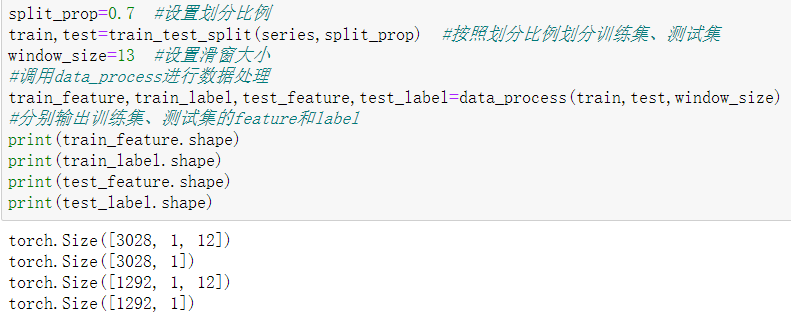 split_prop=0.7  #设置划分比例
train,test=train_test_split(series,split_prop)  #按照划分比例划分训练集、测试集
window_size=13  #设置滑窗大小
#调用data_process进行数据处理
train_feature,train_label,test_feature,test_label=data_process(train,test,window_size)
#分别输出训练集、测试集的feature和label
print(train_feature.shape)
print(train_label.shape)
print(test_feature.shape)
print(test_label.shape)
torch.Size([3028, 1, 12])
torch.Size([3028, 1])
torch.Size([1292, 1, 12])
torch.Size([1292, 1])